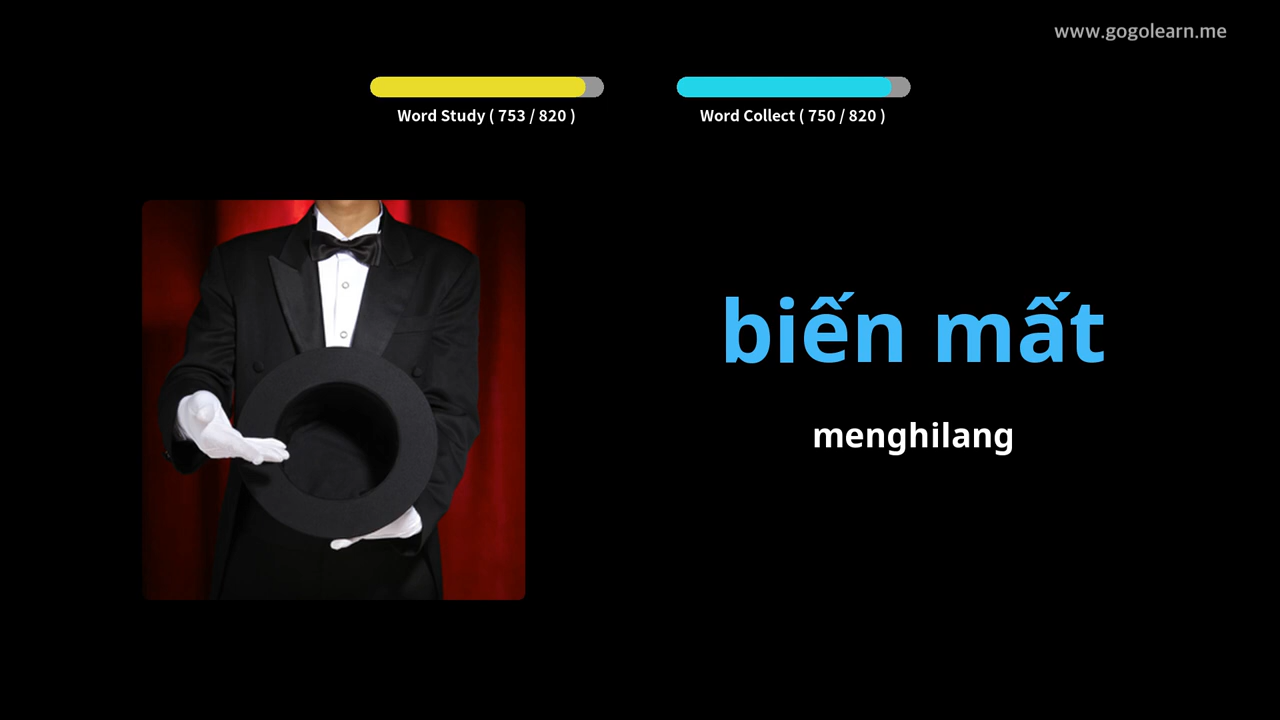 www.gogolearn.me
Word Study ( 753 / 820 )
Word Collect ( 750 / 820 )
biến mất
menghilang